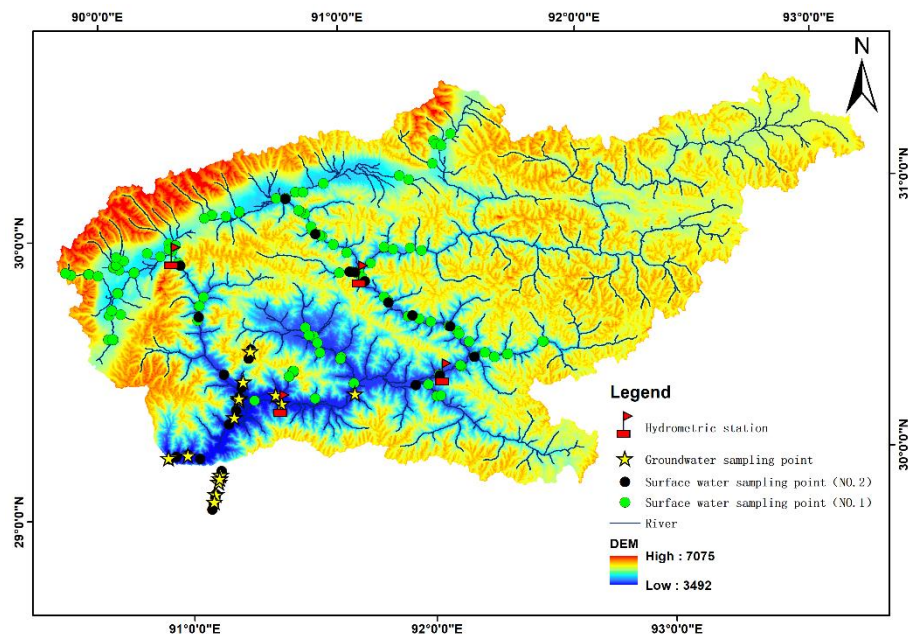 90°0'0"E 91°0'0"E 92°0'0"E 93°0'0"E
N
31°0'0"N
30°0'0"N
Legend
Hydrometric station
Groundwater sampling point
Surface water sampling point (NO.2)
Surface water sampling point (NO.1)
River
30°0'0"N
29°0'0"N
DEM
High : 7075
Low : 3492
91°0'0"E 92°0'0"E 93°0'0"E